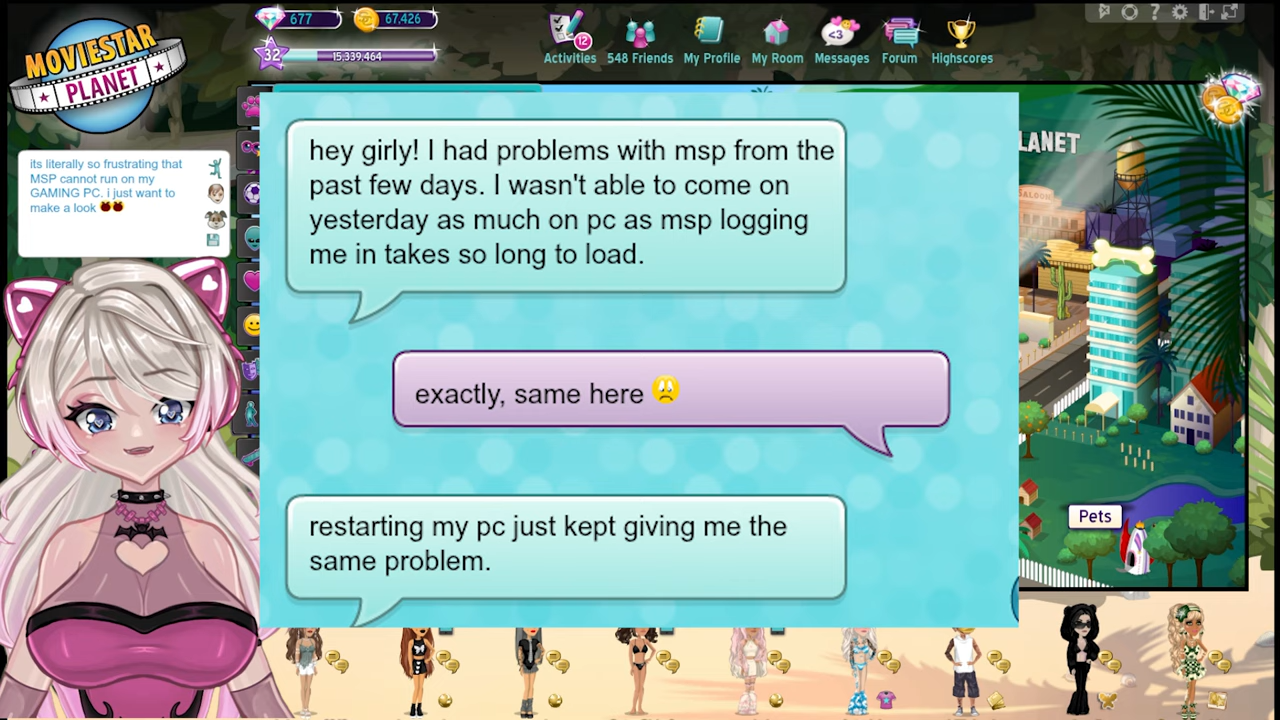 677
67,426
32
15,339,464
12
<3
Activities
548 Friends
My Profile
My Room
Messages
Forum
Highscores
MOVIESTAR
PLANET
its literally so frustrating that
MSP cannot run on my
GAMING PC. i just want to
make a look
LANET
SALOON
hey girly! I had problems with msp from the
past few days. I wasn't able to come on
yesterday as much on pc as msp logging
me in takes so long to load.
exactly, same here
restarting my pc just kept giving me the
same problem.
Pets